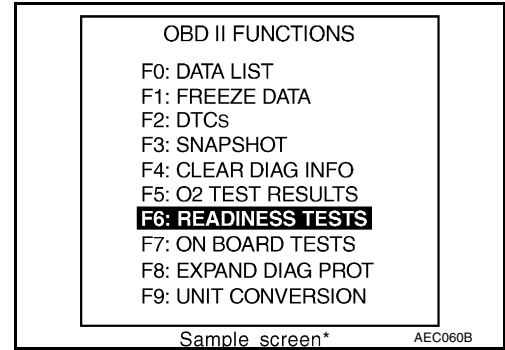 OBD II FUNCTIONS
F0: DATA LIST
F1: FREEZE DATA
F2: DTCs
F3: SNAPSHOT
F4: CLEAR DIAG INFO
F5: O2 TEST RESULTS
F6: READINESS TESTS
F7: ON BOARD TESTS
F8: EXPAND DIAG PROT
F9: UNIT CONVERSION
Sample screen*
AEC060B